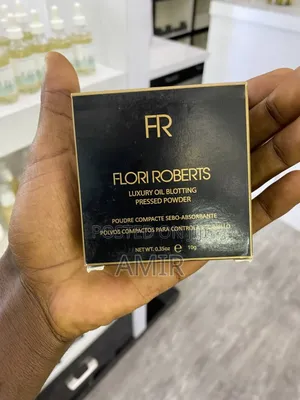 FR
FLORI ROBERTS
LUXURY OIL BLOTTING
PRESSED POWDER
POUDRE COMPACTE SEBO-ABSORBANTE
POLVOS COMPACTOS PARA CONTROL
NET WT. 0.35oz e 10g
POSTED
AMIR